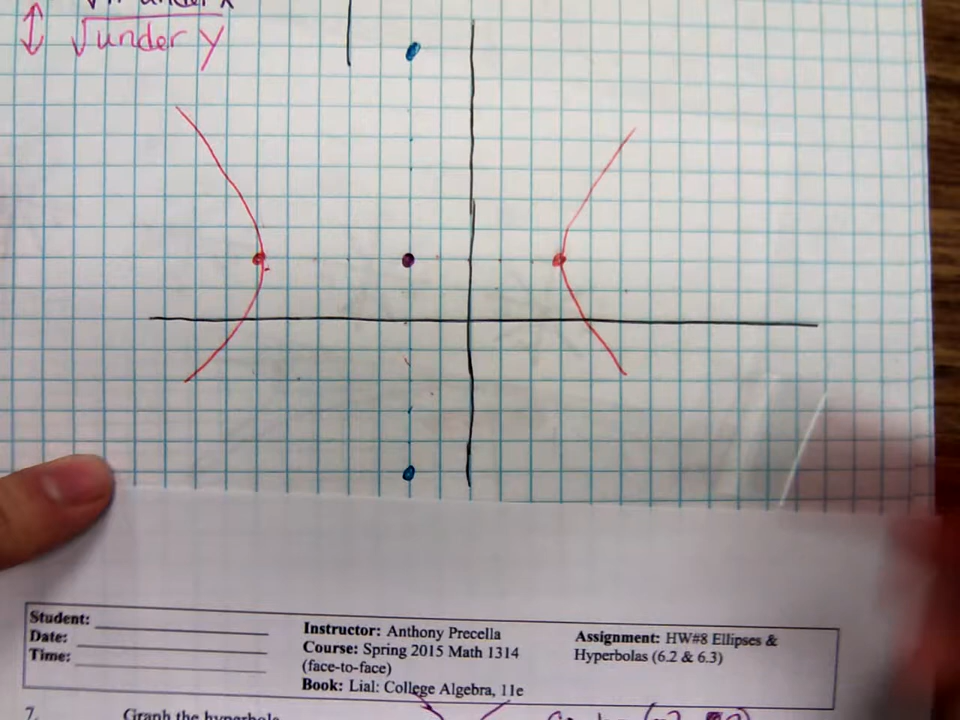 under
√under y
Student:
Date:
Time:
Instructor: Anthony Precella
Course: Spring 2015 Math 1314
(face-to-face)
Book: Lial: College Algebra, 11e
Assignment: HW#8 Ellipses &
Hyperbolas (6.2 & 6.3)
7. Graph the hyperbola